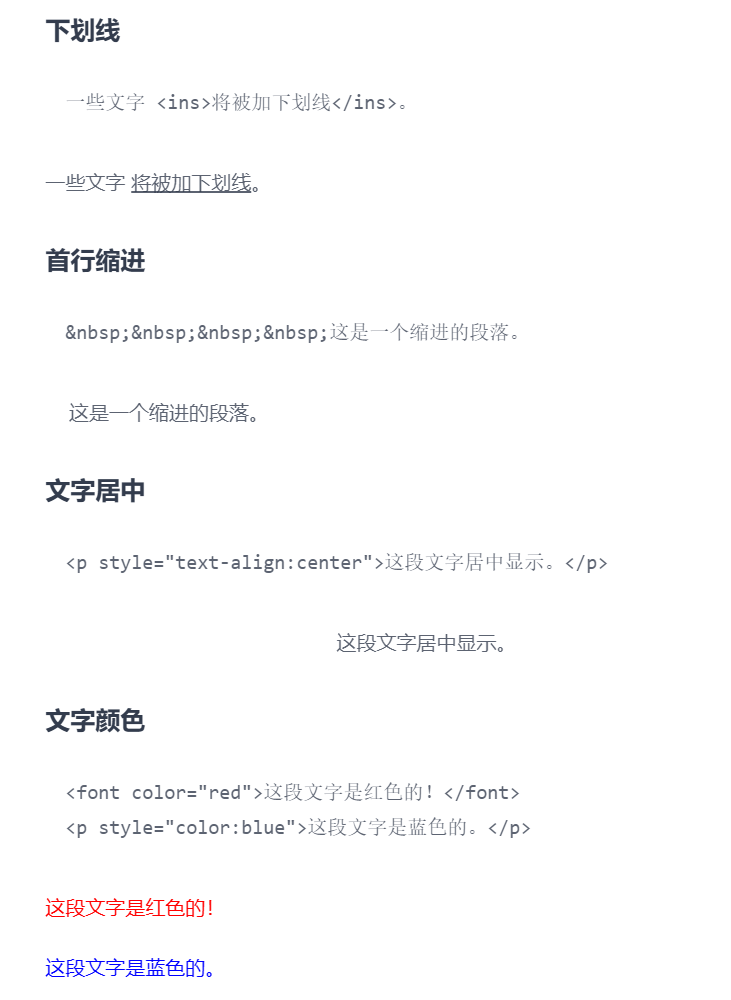 下划线
一些文字 <ins>将被加下划线</ins>。
一些文字 将被加下划线。
首行缩进
&nbsp;&nbsp;&nbsp;&nbsp;这是一个缩进的段落。
这是一个缩进的段落。
文字居中
<p style="text-align:center">这段文字居中显示。</p>
这段文字居中显示。
文字颜色
<font color="red">这段文字是红色的！</font>
<p style="color:blue">这段文字是蓝色的。</p>
这段文字是红色的！
这段文字是蓝色的。